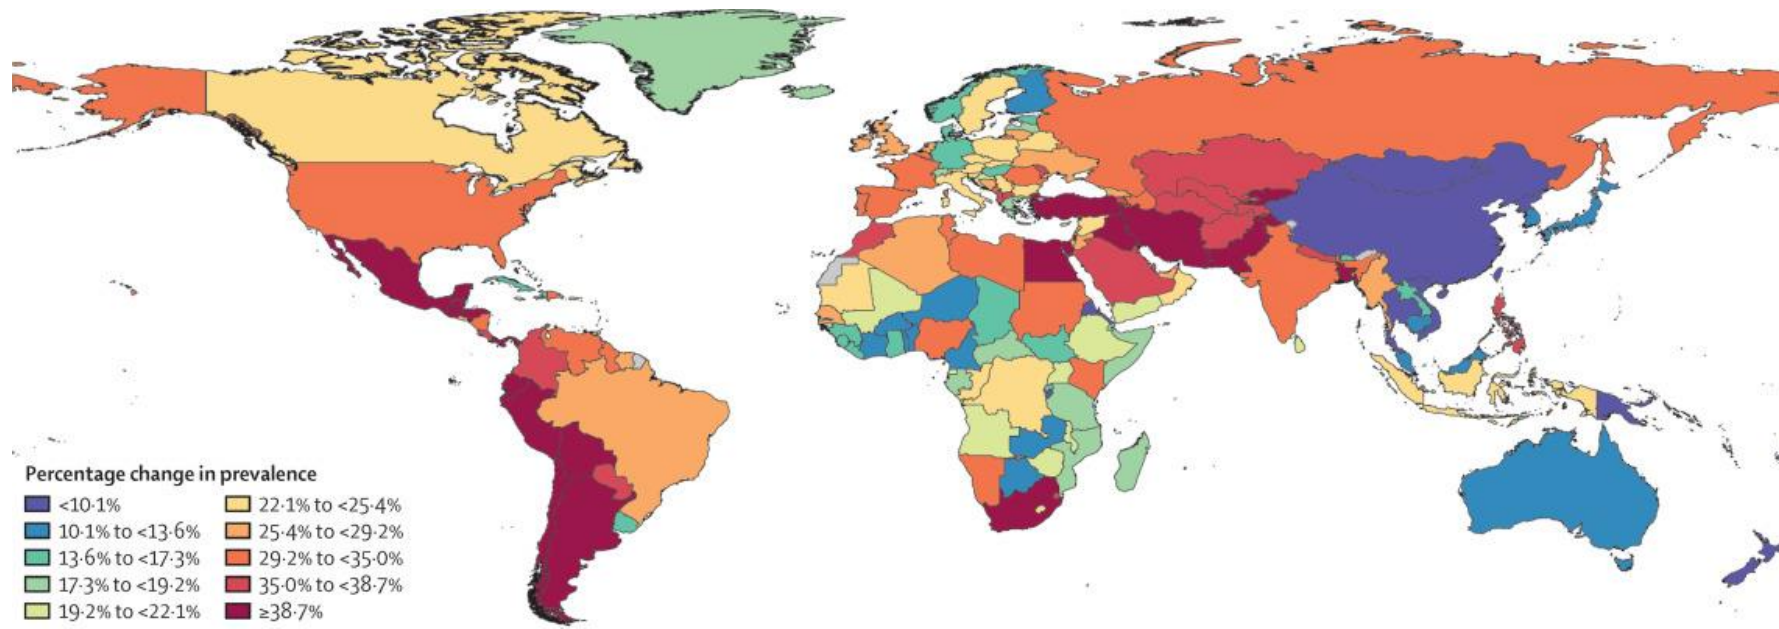 Percentage change in prevalence
<10·1%
10·1% to <13·6%
13·6% to <17·3%
17·3% to <19·2%
19·2% to <22·1%
22·1% to <25·4%
25·4% to <29·2%
29·2% to <35·0%
35·0% to <38·7%
≥38·7%